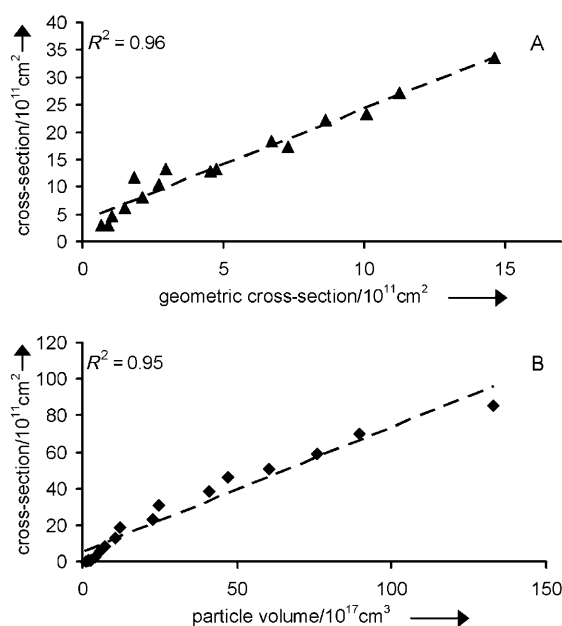 40
35
30
25
20
15
10
5
0
R² = 0.96
A
cross-section/10¹¹cm²
0 5 10 15
geometric cross-section/10¹¹cm²
120
100
80
60
40
20
0
R² = 0.95
B
cross-section/10¹¹cm²
0 50 100 150
particle volume/10¹⁷cm³